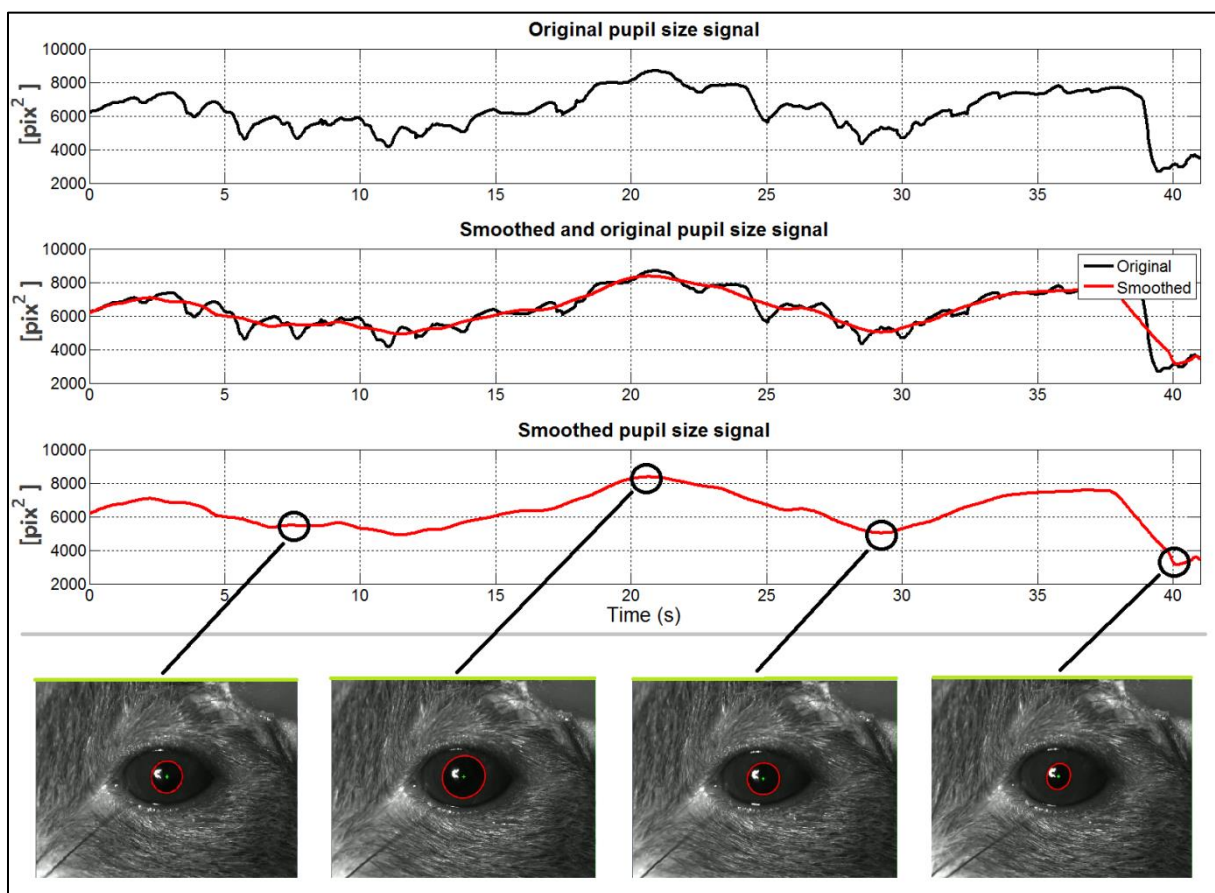 Original pupil size signal
10000
8000
6000
4000
2000
[pix²]
0 5 10 15 20 25 30 35 40
Smoothed and original pupil size signal
10000
8000
6000
4000
2000
[pix²]
Original
Smoothed
0 5 10 15 20 25 30 35 40
Smoothed pupil size signal
10000
8000
6000
4000
2000
[pix²]
0 5 10 15 20 25 30 35 40
Time (s)